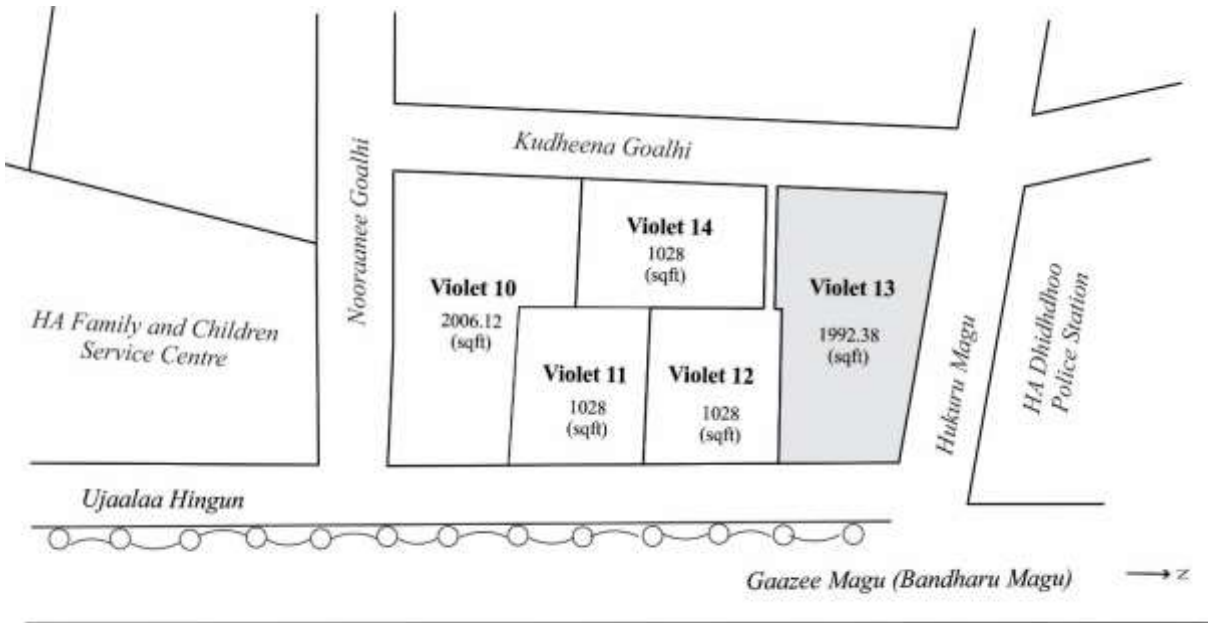 Kudheena Goalhi
Nooraanee Goalhi
Violet 14
1028
(sqft)
Violet 10
2006.12
(sqft)
Violet 13
1992.38
(sqft)
HA Family and Children
Service Centre
Violet 11
1028
(sqft)
Violet 12
1028
(sqft)
Hukuru Magu
HA Dhidhdhoo
Police Station
Ujaalaa Hingun
Gaazee Magu (Bandharu Magu)
N